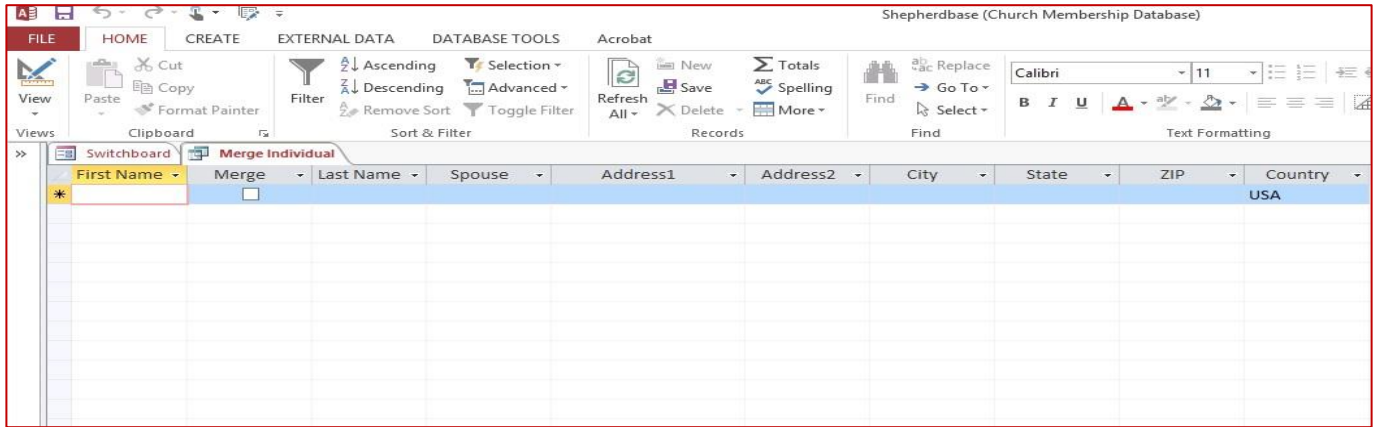 Shepherdbase (Church Membership Database)
FILE HOME CREATE EXTERNAL DATA DATABASE TOOLS Acrobat
View
Paste
Cut
Copy
Format Painter
Filter
Ascending
Descending
Remove Sort
Selection
Advanced
Toggle Filter
Refresh
All
New
Save
Delete
Totals
Spelling
More
Find
Replace
Go To
Select
Calibri 11
B I U A
Views Clipboard Sort & Filter Records Find Text Formatting
Switchboard Merge Individual
First Name Merge Last Name Spouse Address1 Address2 City State ZIP Country
USA